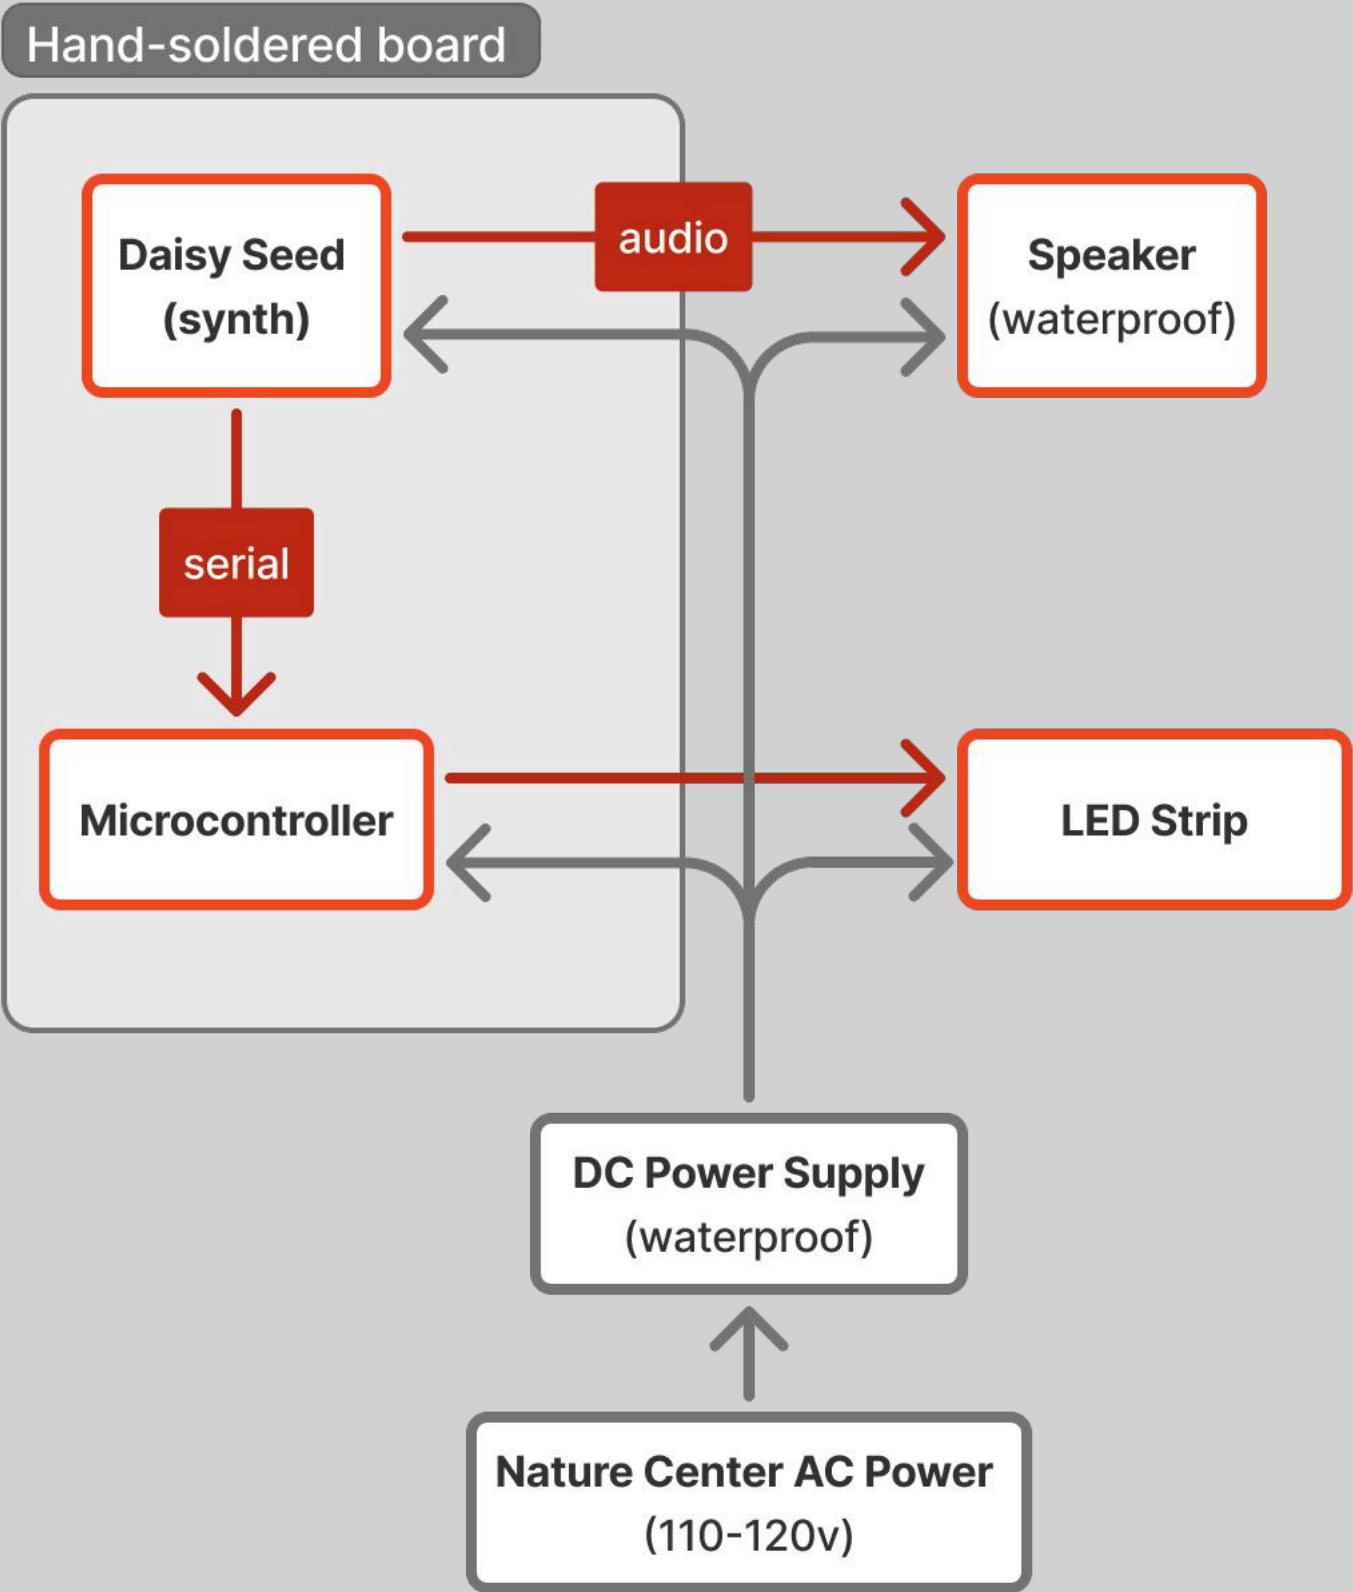 Hand-soldered board
Daisy Seed
(synth)
audio
Speaker
(waterproof)
serial
Microcontroller
LED Strip
DC Power Supply
(waterproof)
Nature Center AC Power
(110-120v)